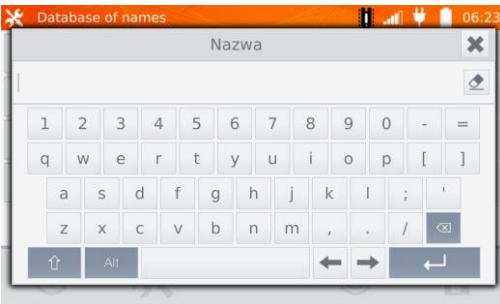 Database of names 06:23
Nazwa
1 2 3 4 5 6 7 8 9 0 - =
q w e r t y u i o p [ ]
a s d f g h j k l ; '
z x c v b n m , . /
Alt